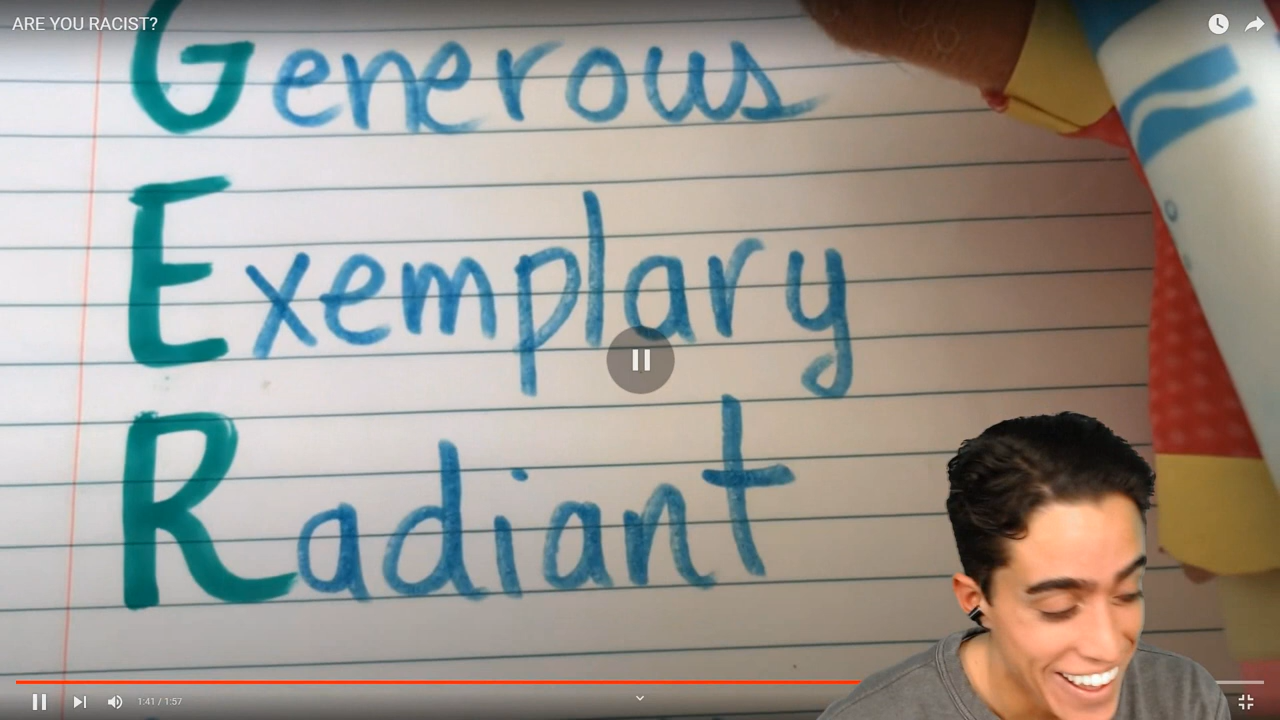 ARE YOU RACIST?
Generous
Exemplary
Radiant
1:41 / 1:57